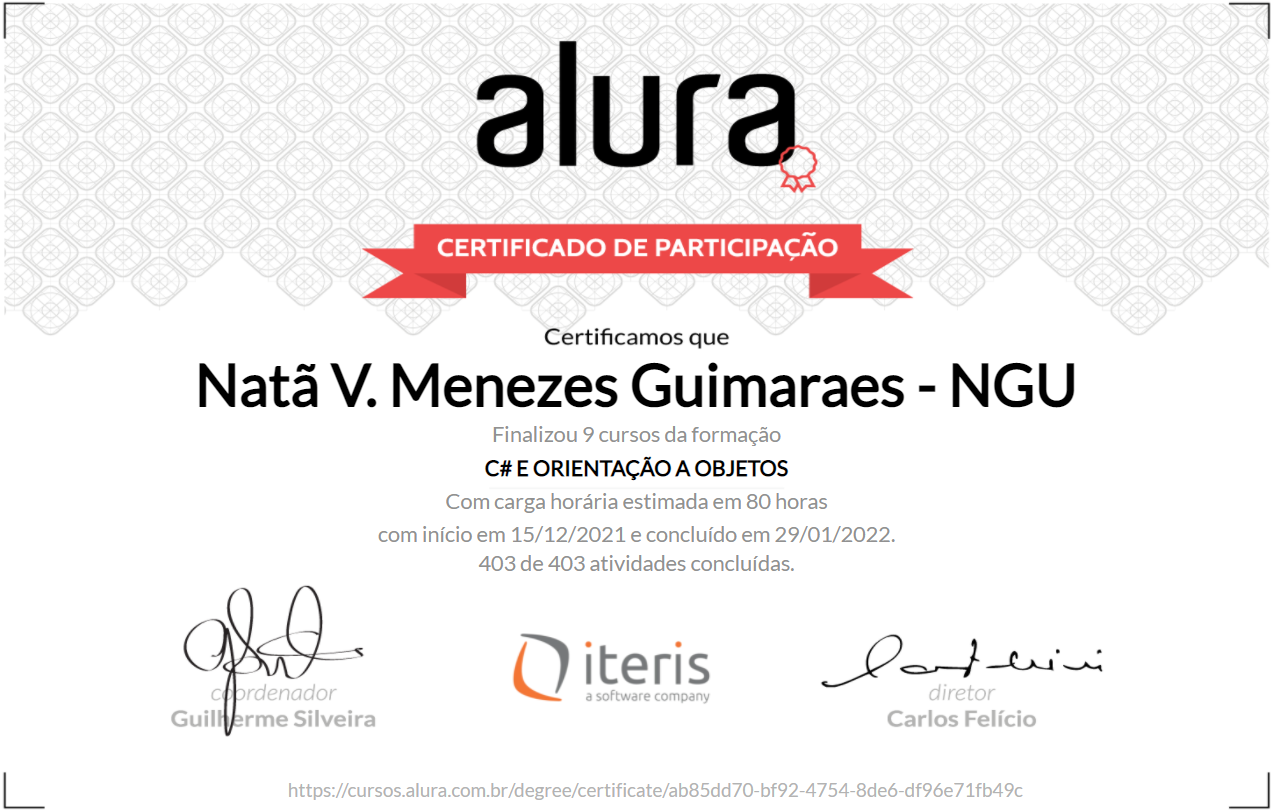 alura
CERTIFICADO DE PARTICIPAÇÃO
Certificamos que
Natã V. Menezes Guimaraes - NGU
Finalizou 9 cursos da formação
C# E ORIENTAÇÃO A OBJETOS
Com carga horária estimada em 80 horas
com início em 15/12/2021 e concluído em 29/01/2022.
403 de 403 atividades concluídas.
coordenador
Guilherme Silveira
iteris
a software company
diretor
Carlos Felício
https://cursos.alura.com.br/degree/certificate/ab85dd70-bf92-4754-8de6-df96e71fb49c